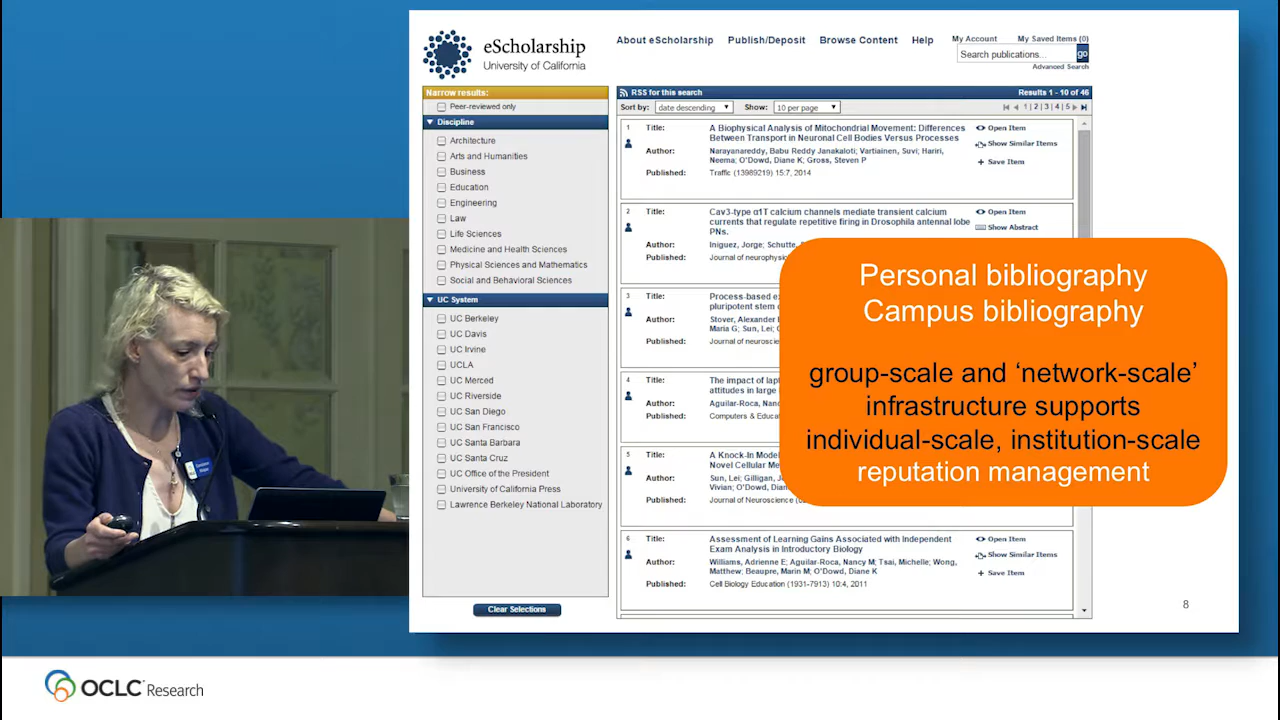 eScholarship
University of California
About eScholarship Publish/Deposit Browse Content Help
My Account My Saved Items (0)
Search publications... go
Advanced Search
Narrow results:
Peer-reviewed only
Discipline
Architecture
Arts and Humanities
Business
Education
Engineering
Law
Life Sciences
Medicine and Health Sciences
Physical Sciences and Mathematics
Social and Behavioral Sciences
UC System
UC Berkeley
UC Davis
UC Irvine
UCLA
UC Merced
UC Riverside
UC San Diego
UC San Francisco
UC Santa Barbara
UC Santa Cruz
UC Office of the President
University of California Press
Lawrence Berkeley National Laboratory
Clear Selections
RSS for this search Results 1 - 10 of 46
Sort by: date descending Show: 10 per page 1 | 2 | 3 | 4 | 5
1 Title: A Biophysical Analysis of Mitochondrial Movement: Differences
Between Transport in Neuronal Cell Bodies Versus Processes
Author: Narayanareddy, Babu Reddy Janakaloti; Vartiainen, Suvi; Hariri,
Neema; O'Dowd, Diane K; Gross, Steven P
Published: Traffic (13989219) 15:7, 2014
Open Item
Show Similar Items
Save Item
2 Title: Cav3-type α1T calcium channels mediate transient calcium
currents that regulate repetitive firing in Drosophila antennal lobe
PNs.
Author: Iniguez, Jorge; Schutte,
Published: Journal of neurophysio
Open Item
Show Abstract
3 Title: Process-based e
pluripotent stem
Author: Stover, Alexander
Maria G; Sun, Lei;
Published: Journal of neurosci
4 Title: The impact of lap
attitudes in large
Author: Aguilar-Roca, Nan
Published: Computers & Educa
5 Title: A Knock-In Mode
Novel Cellular Me
Author: Sun, Lei; Gilligan, J
Vivian; O'Dowd, Dian
Published: Journal of Neuroscience (
6 Title: Assessment of Learning Gains Associated with Independent
Exam Analysis in Introductory Biology
Author: Williams, Adrienne E; Aguilar-Roca, Nancy M; Tsai, Michelle; Wong,
Matthew; Beaupre, Marin M; O'Dowd, Diane K
Published: Cell Biology Education (1931-7913) 10:4, 2011
Open Item
Show Similar Items
Save Item
Personal bibliography
Campus bibliography
group-scale and ‘network-scale’
infrastructure supports
individual-scale, institution-scale
reputation management
8
OCLC Research